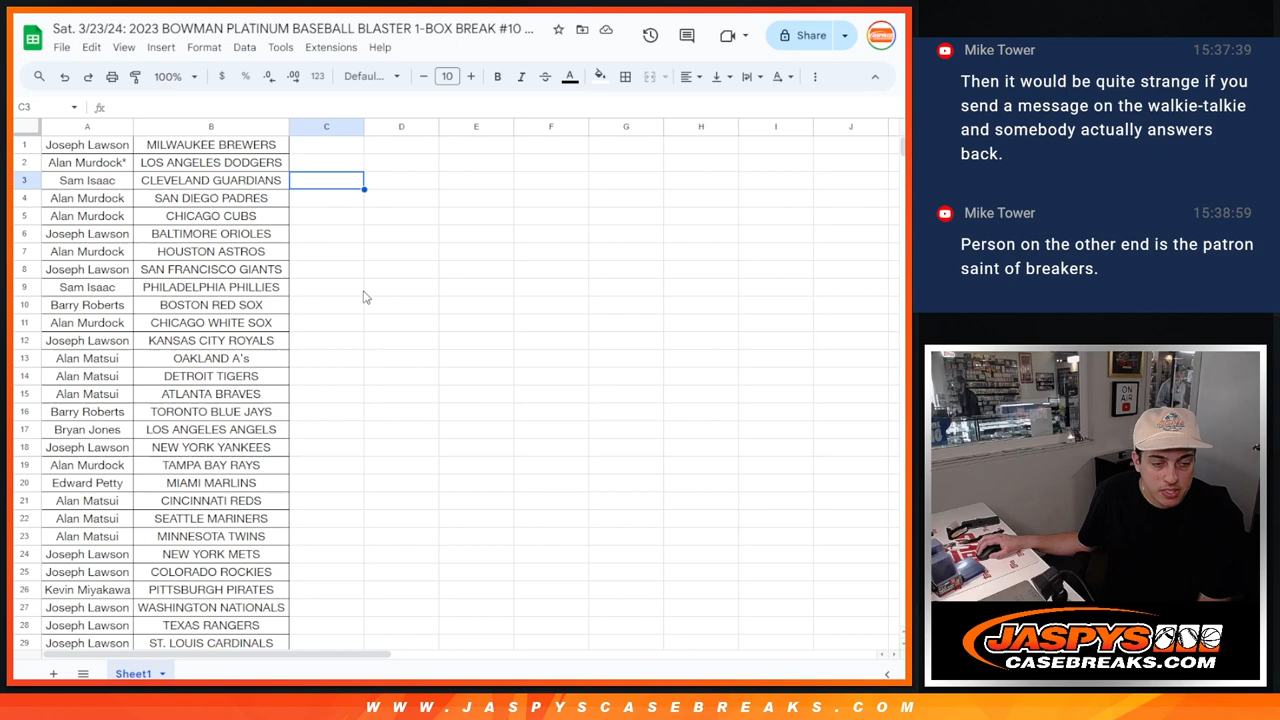 Sat. 3/23/24: 2023 BOWMAN PLATINUM BASEBALL BLASTER 1-BOX BREAK #10 ...
File Edit View Insert Format Data Tools Extensions Help
Share
100% $ % .0 .00 123 Defaul... 10 B I A
C3 fx
A B C D E F G H I J
1 Joseph Lawson MILWAUKEE BREWERS
2 Alan Murdock* LOS ANGELES DODGERS
3 Sam Isaac CLEVELAND GUARDIANS
4 Alan Murdock SAN DIEGO PADRES
5 Alan Murdock CHICAGO CUBS
6 Joseph Lawson BALTIMORE ORIOLES
7 Alan Murdock HOUSTON ASTROS
8 Joseph Lawson SAN FRANCISCO GIANTS
9 Sam Isaac PHILADELPHIA PHILLIES
10 Barry Roberts BOSTON RED SOX
11 Alan Murdock CHICAGO WHITE SOX
12 Joseph Lawson KANSAS CITY ROYALS
13 Alan Matsui OAKLAND A's
14 Alan Matsui DETROIT TIGERS
15 Alan Matsui ATLANTA BRAVES
16 Barry Roberts TORONTO BLUE JAYS
17 Bryan Jones LOS ANGELES ANGELS
18 Joseph Lawson NEW YORK YANKEES
19 Alan Murdock TAMPA BAY RAYS
20 Edward Petty MIAMI MARLINS
21 Alan Matsui CINCINNATI REDS
22 Alan Matsui SEATTLE MARINERS
23 Alan Matsui MINNESOTA TWINS
24 Joseph Lawson NEW YORK METS
25 Joseph Lawson COLORADO ROCKIES
26 Kevin Miyakawa PITTSBURGH PIRATES
27 Joseph Lawson WASHINGTON NATIONALS
28 Joseph Lawson TEXAS RANGERS
29 Joseph Lawson ST. LOUIS CARDINALS
Sheet1
Mike Tower 15:37:39
Then it would be quite strange if you
send a message on the walkie-talkie
and somebody actually answers
back.
Mike Tower 15:38:59
Person on the other end is the patron
saint of breakers.
ON
AIR
JASPYS
CASEBREAKS.COM
WWW.JASPYSCASEBREAKS.COM